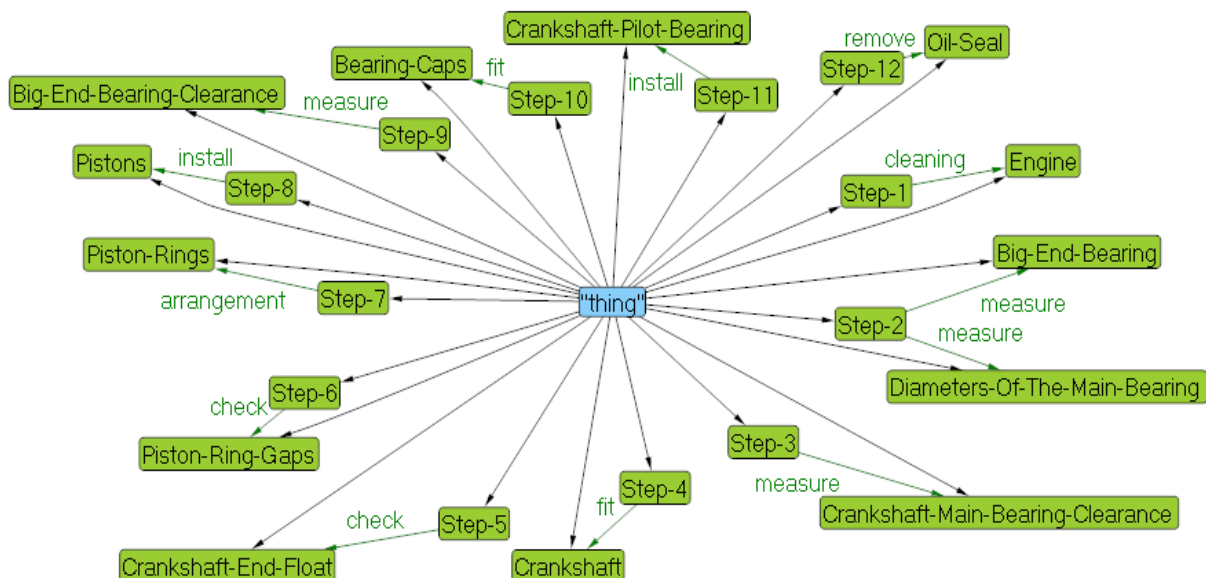 Crankshaft-Pilot-Bearing
remove
Oil-Seal
Bearing-Caps
fit
Step-12
Big-End-Bearing-Clearance
measure
Step-10
install
Step-11
Step-9
Pistons
install
Step-8
cleaning
Engine
Step-1
Piston-Rings
arrangement
Step-7
"thing"
Big-End-Bearing
Step-2
measure
measure
Diameters-Of-The-Main-Bearing
Step-6
check
Piston-Ring-Gaps
Step-3
measure
Crankshaft-Main-Bearing-Clearance
Step-4
fit
Crankshaft
Step-5
check
Crankshaft-End-Float